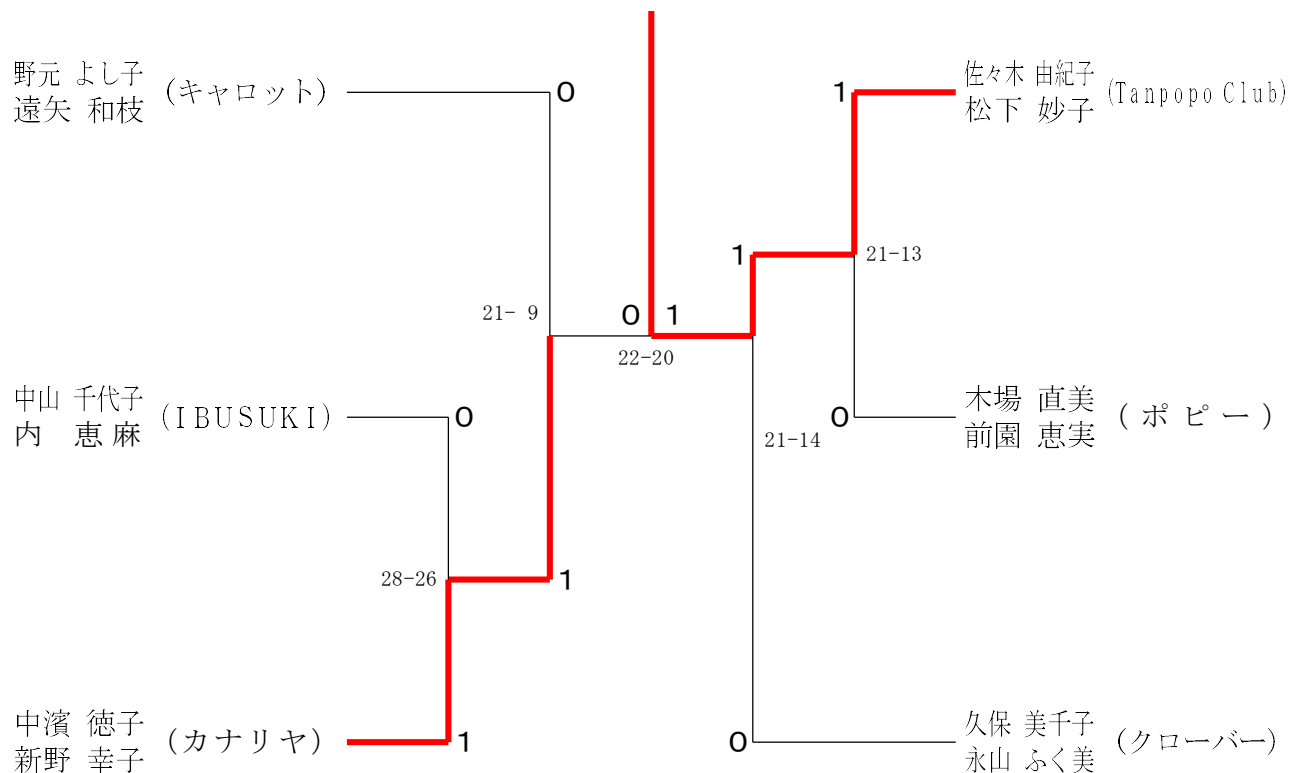 野元 よし子
遠矢 和枝
(キャロット)
0
佐々木 由紀子
松下 妙子
(Tanpopo Club)
1
1
21-13
21- 9
0 1
22-20
中山 千代子
内 恵麻
(IBUSUKI)
0
木場 直美
前園 恵実
(ポピー)
0
21-14
28-26
1
中濱 徳子
新野 幸子
(カナリヤ)
1
久保 美千子
永山 ふく美
(クローバー)
0